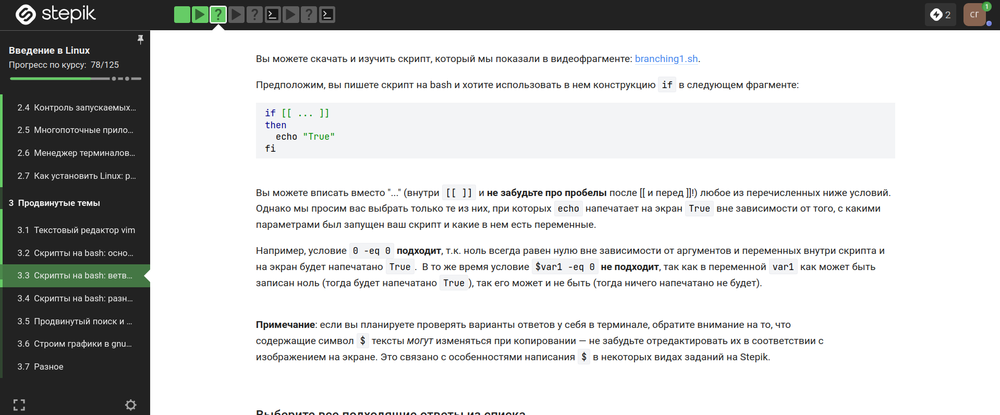 stepik
2
СГ
1
Введение в Linux
Прогресс по курсу: 78/125
2.4 Контроль запускаемых...
2.5 Многопоточные прило...
2.6 Менеджер терминалов...
2.7 Как установить Linux: р...
3 Продвинутые темы
3.1 Текстовый редактор vim
3.2 Скрипты на bash: осно...
3.3 Скрипты на bash: ветв...
3.4 Скрипты на bash: разн...
3.5 Продвинутый поиск и ...
3.6 Строим графики в gnu...
3.7 Разное
Вы можете скачать и изучить скрипт, который мы показали в видеофрагменте: branching1.sh.
Предположим, вы пишете скрипт на bash и хотите использовать в нем конструкцию if в следующем фрагменте:
if [[ ... ]]
then
  echo "True"
fi
Вы можете вписать вместо "..." (внутри [[ ]] и не забудьте про пробелы после [[ и перед ]]!) любое из перечисленных ниже условий.
Однако мы просим вас выбрать только те из них, при которых echo напечатает на экран True вне зависимости от того, с какими
параметрами был запущен ваш скрипт и какие в нем есть переменные.
Например, условие 0 -eq 0 подходит, т.к. ноль всегда равен нулю вне зависимости от аргументов и переменных внутри скрипта и
на экран будет напечатано True. В то же время условие $var1 -eq 0 не подходит, так как в переменной var1 как может быть
записан ноль (тогда будет напечатано True), так его может и не быть (тогда ничего напечатано не будет).
Примечание: если вы планируете проверять варианты ответов у себя в терминале, обратите внимание на то, что
содержащие символ $ тексты могут изменяться при копировании — не забудьте отредактировать их в соответствии с
изображением на экране. Это связано с особенностями написания $ в некоторых видах заданий на Stepik.
Выберите все подходящие ответы из списка